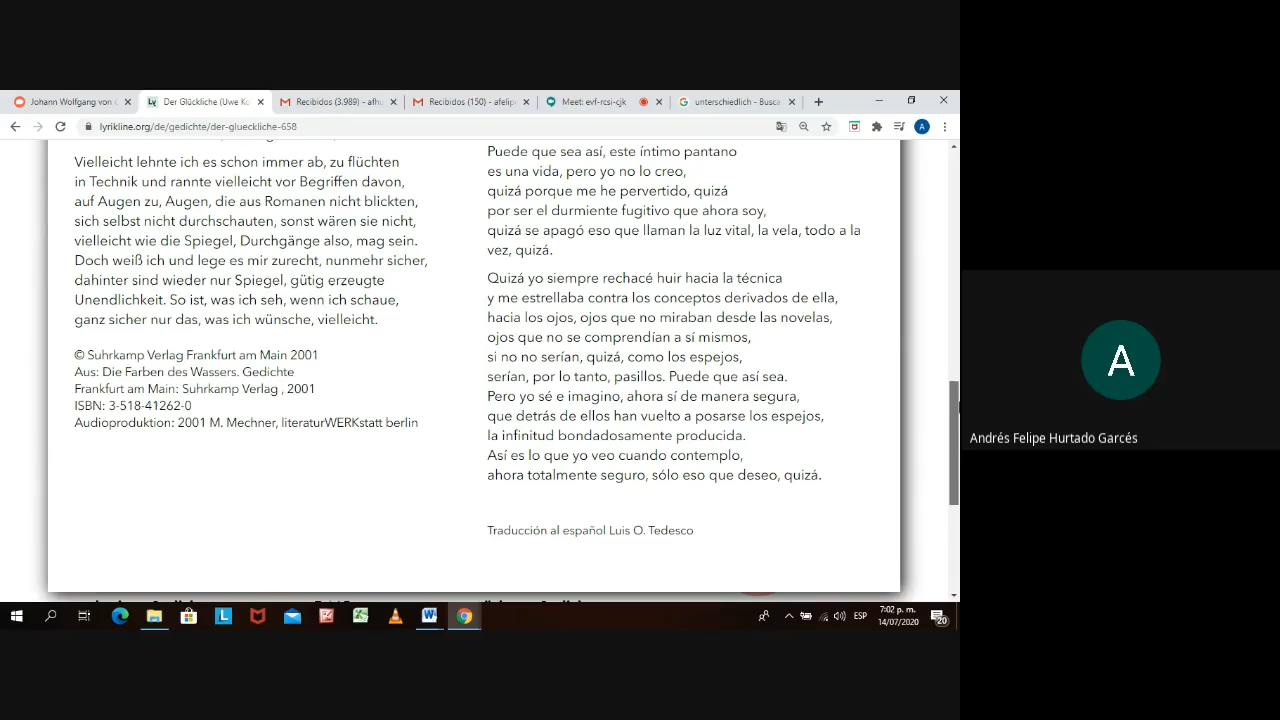 Johann Wolfgang von
Der Glückliche (Uwe Ko
Recibidos (3.989) - afhu
Recibidos (150) - afelip
Meet: evf-rcsi-cjk
unterschiedlich - Busca
lyrikline.org/de/gedichte/der-glueckliche-658
A
Vielleicht lehnte ich es schon immer ab, zu flüchten
in Technik und rannte vielleicht vor Begriffen davon,
auf Augen zu, Augen, die aus Romanen nicht blickten,
sich selbst nicht durchschauten, sonst wären sie nicht,
vielleicht wie die Spiegel, Durchgänge also, mag sein.
Doch weiß ich und lege es mir zurecht, nunmehr sicher,
dahinter sind wieder nur Spiegel, gütig erzeugte
Unendlichkeit. So ist, was ich seh, wenn ich schaue,
ganz sicher nur das, was ich wünsche, vielleicht.
© Suhrkamp Verlag Frankfurt am Main 2001
Aus: Die Farben des Wassers. Gedichte
Frankfurt am Main: Suhrkamp Verlag , 2001
ISBN: 3-518-41262-0
Audioproduktion: 2001 M. Mechner, literaturWERKstatt berlin
Puede que sea así, este íntimo pantano
es una vida, pero yo no lo creo,
quizá porque me he pervertido, quizá
por ser el durmiente fugitivo que ahora soy,
quizá se apagó eso que llaman la luz vital, la vela, todo a la
vez, quizá.
Quizá yo siempre rechacé huir hacia la técnica
y me estrellaba contra los conceptos derivados de ella,
hacia los ojos, ojos que no miraban desde las novelas,
ojos que no se comprendían a sí mismos,
si no no serían, quizá, como los espejos,
serían, por lo tanto, pasillos. Puede que así sea.
Pero yo sé e imagino, ahora sí de manera segura,
que detrás de ellos han vuelto a posarse los espejos,
la infinitud bondadosamente producida.
Así es lo que yo veo cuando contemplo,
ahora totalmente seguro, sólo eso que deseo, quizá.
Traducción al español Luis O. Tedesco
A
Andrés Felipe Hurtado Garcés
ESP
7:02 p. m.
14/07/2020
20